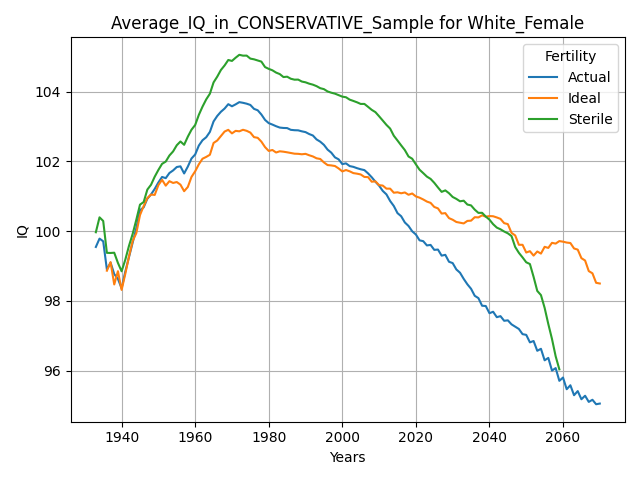 Average_IQ_in_CONSERVATIVE_Sample for White_Female
Fertility
Actual
Ideal
Sterile
IQ
104
102
100
98
96
1940
1960
1980
2000
2020
2040
2060
Years